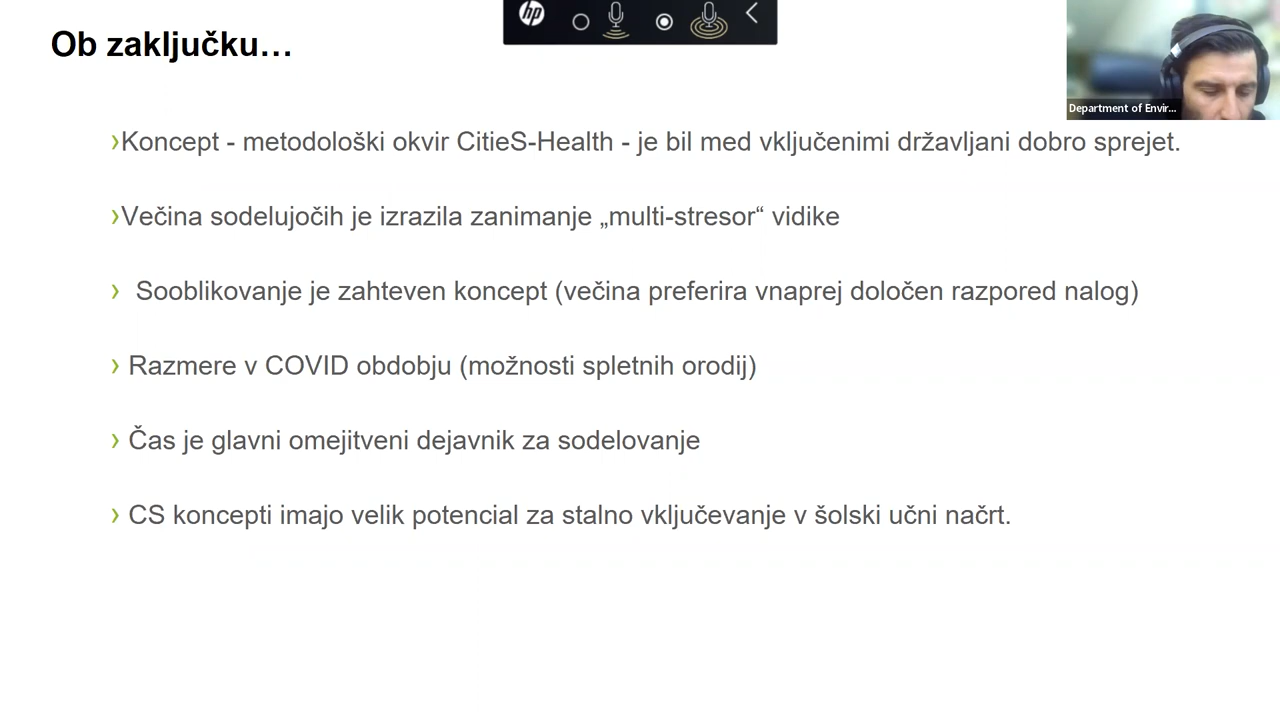 Ob zaključku…
hp
Department of Envir...
›Koncept - metodološki okvir CitieS-Health - je bil med vključenimi državljani dobro sprejet.
›Večina sodelujočih je izrazila zanimanje „multi-stresor“ vidike
› Sooblikovanje je zahteven koncept (večina preferira vnaprej določen razpored nalog)
› Razmere v COVID obdobju (možnosti spletnih orodij)
› Čas je glavni omejitveni dejavnik za sodelovanje
› CS koncepti imajo velik potencial za stalno vključevanje v šolski učni načrt.